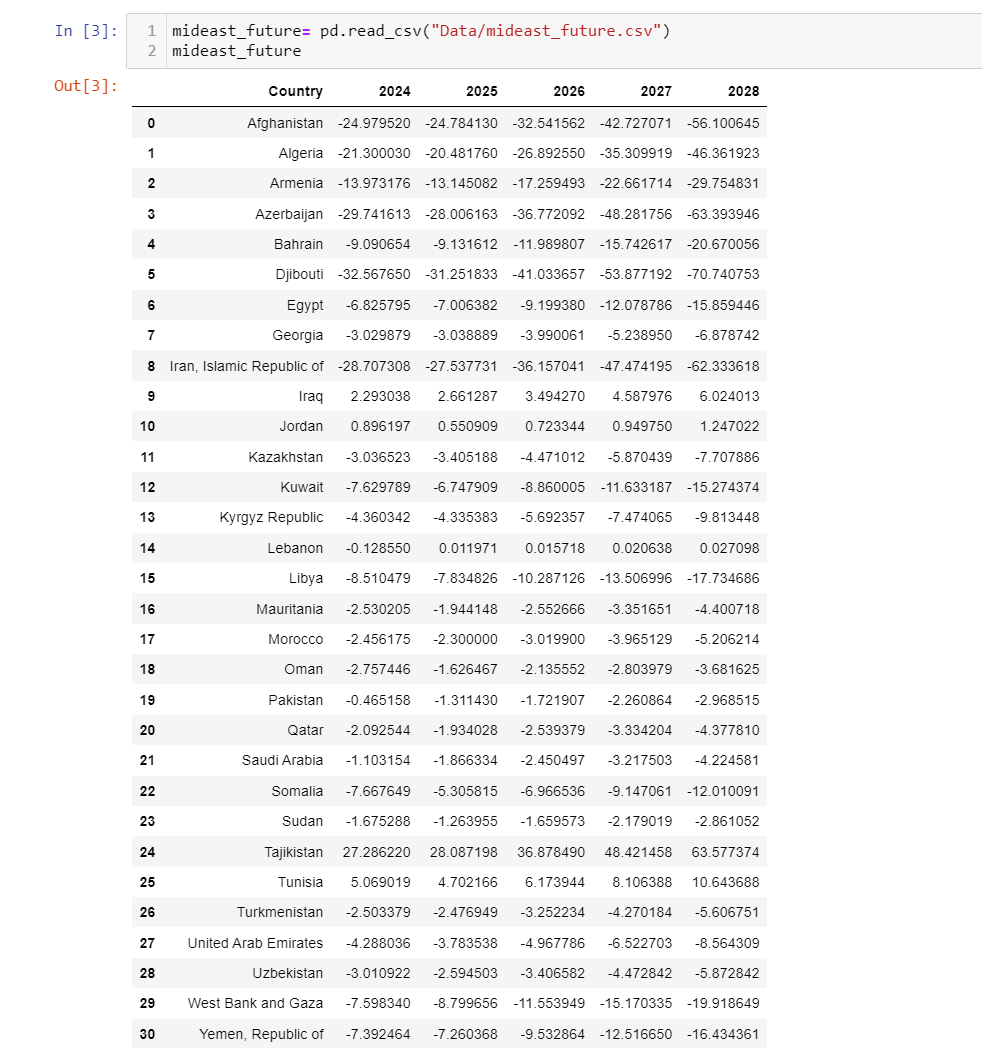 In [3]: 1 mideast_future= pd.read_csv("Data/mideast_future.csv")
2 mideast_future
Out[3]:
Country 2024 2025 2026 2027 2028
0 Afghanistan -24.979520 -24.784130 -32.541562 -42.727071 -56.100645
1 Algeria -21.300030 -20.481760 -26.892550 -35.309919 -46.361923
2 Armenia -13.973176 -13.145082 -17.259493 -22.661714 -29.754831
3 Azerbaijan -29.741613 -28.006163 -36.772092 -48.281756 -63.393946
4 Bahrain -9.090654 -9.131612 -11.989807 -15.742617 -20.670056
5 Djibouti -32.567650 -31.251833 -41.033657 -53.877192 -70.740753
6 Egypt -6.825795 -7.006382 -9.199380 -12.078786 -15.859446
7 Georgia -3.029879 -3.038889 -3.990061 -5.238950 -6.878742
8 Iran, Islamic Republic of -28.707308 -27.537731 -36.157041 -47.474195 -62.333618
9 Iraq 2.293038 2.661287 3.494270 4.587976 6.024013
10 Jordan 0.896197 0.550909 0.723344 0.949750 1.247022
11 Kazakhstan -3.036523 -3.405188 -4.471012 -5.870439 -7.707886
12 Kuwait -7.629789 -6.747909 -8.860005 -11.633187 -15.274374
13 Kyrgyz Republic -4.360342 -4.335383 -5.692357 -7.474065 -9.813448
14 Lebanon -0.128550 0.011971 0.015718 0.020638 0.027098
15 Libya -8.510479 -7.834826 -10.287126 -13.506996 -17.734686
16 Mauritania -2.530205 -1.944148 -2.552666 -3.351651 -4.400718
17 Morocco -2.456175 -2.300000 -3.019900 -3.965129 -5.206214
18 Oman -2.757446 -1.626467 -2.135552 -2.803979 -3.681625
19 Pakistan -0.465158 -1.311430 -1.721907 -2.260864 -2.968515
20 Qatar -2.092544 -1.934028 -2.539379 -3.334204 -4.377810
21 Saudi Arabia -1.103154 -1.866334 -2.450497 -3.217503 -4.224581
22 Somalia -7.667649 -5.305815 -6.966536 -9.147061 -12.010091
23 Sudan -1.675288 -1.263955 -1.659573 -2.179019 -2.861052
24 Tajikistan 27.286220 28.087198 36.878490 48.421458 63.577374
25 Tunisia 5.069019 4.702166 6.173944 8.106388 10.643688
26 Turkmenistan -2.503379 -2.476949 -3.252234 -4.270184 -5.606751
27 United Arab Emirates -4.288036 -3.783538 -4.967786 -6.522703 -8.564309
28 Uzbekistan -3.010922 -2.594503 -3.406582 -4.472842 -5.872842
29 West Bank and Gaza -7.598340 -8.799656 -11.553949 -15.170335 -19.918649
30 Yemen, Republic of -7.392464 -7.260368 -9.532864 -12.516650 -16.434361